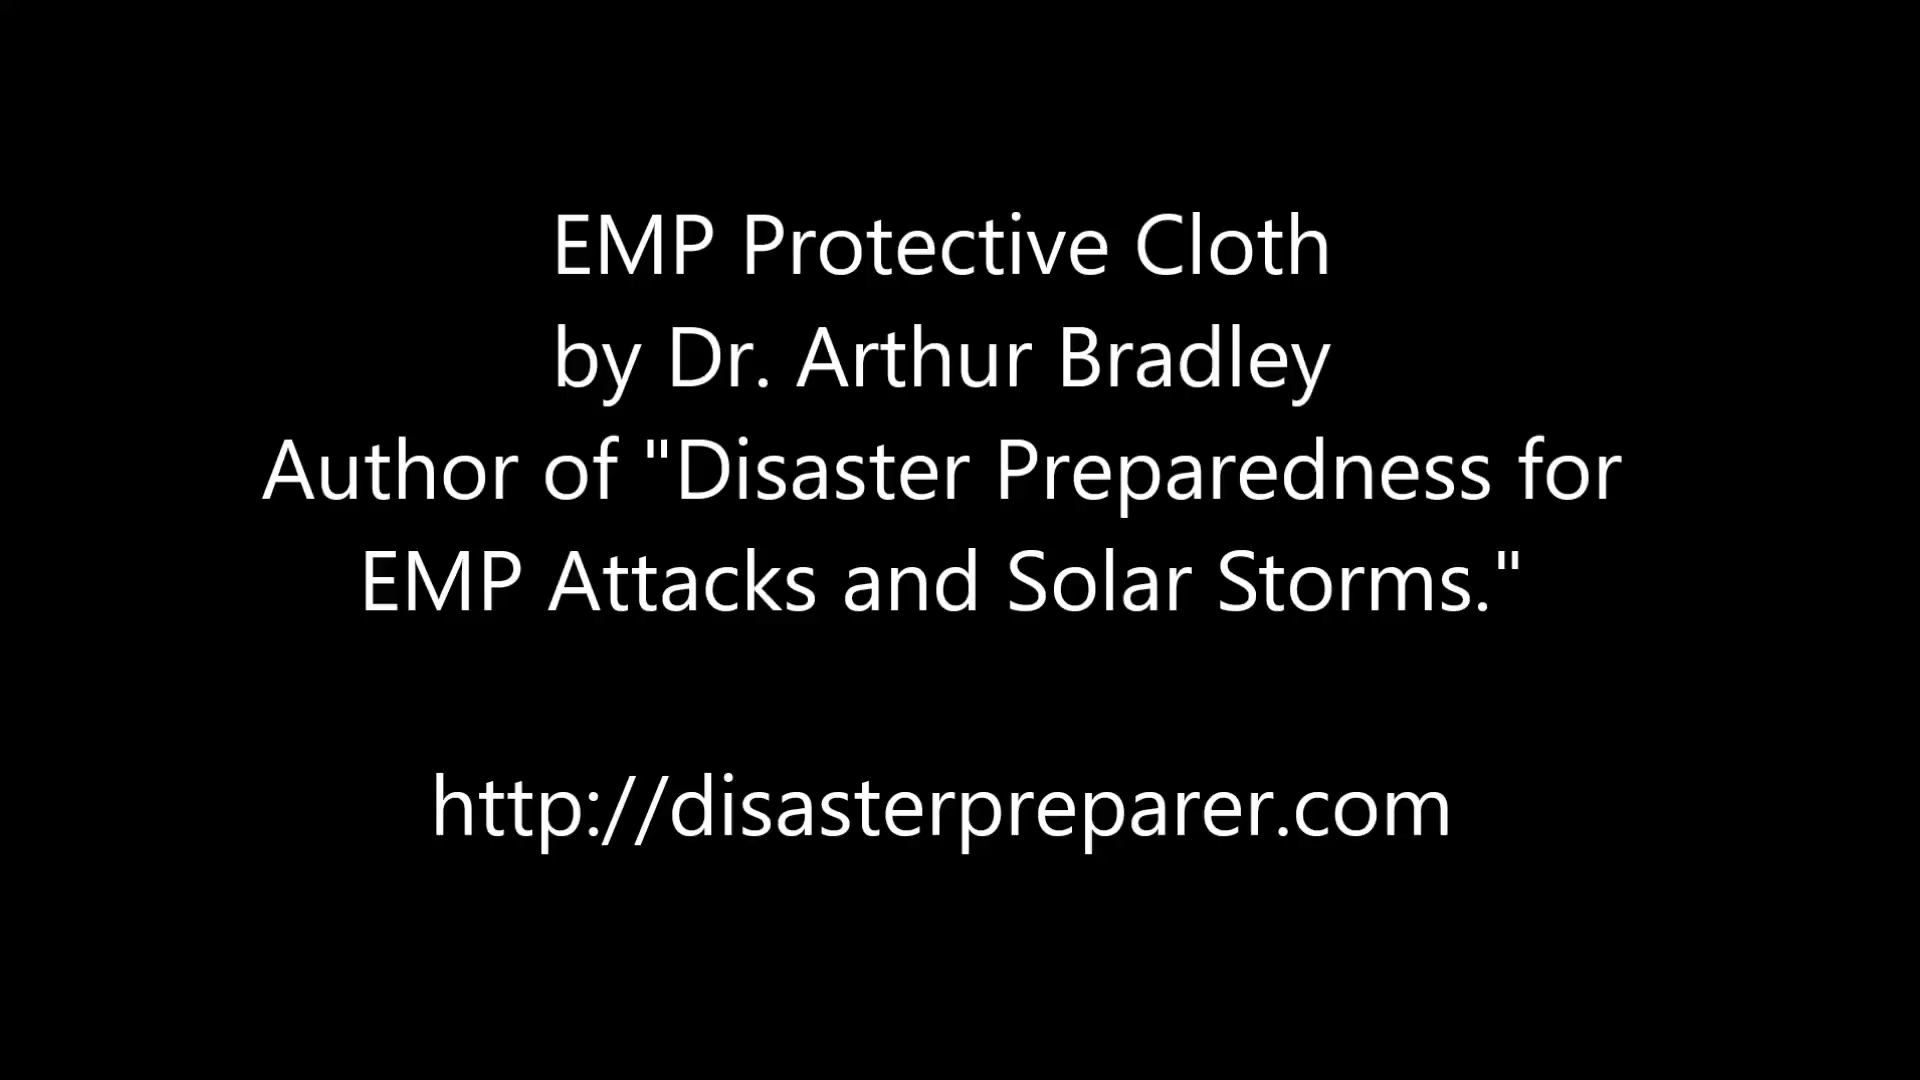 EMP Protective Cloth
by Dr. Arthur Bradley
Author of "Disaster Preparedness for
EMP Attacks and Solar Storms."
http://disasterpreparer.com